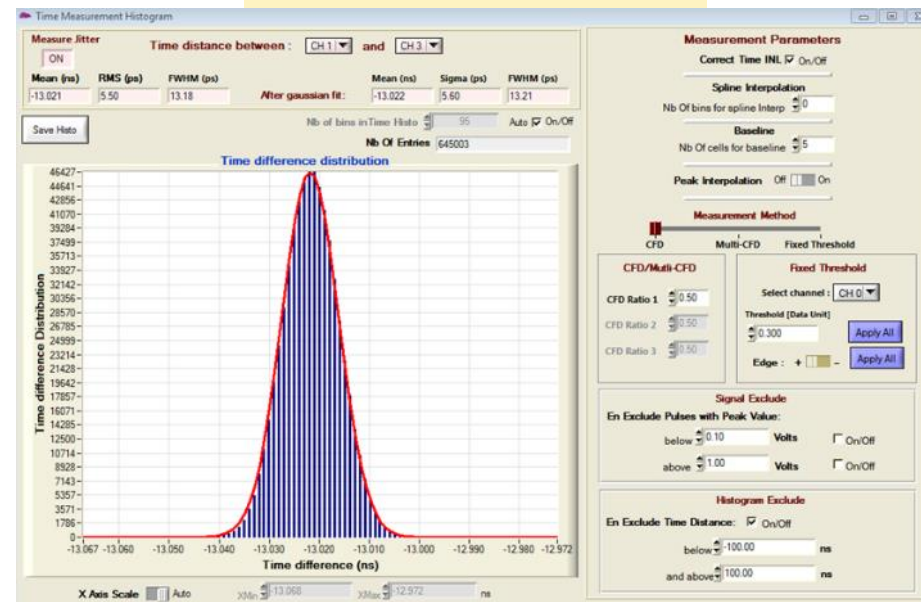 Time Measurement Histogram
Measure Jitter
ON
Time distance between : CH 1 and CH 3
Mean (ns) RMS (ps) FWHM (ps) Mean (ns) Sigma (ps) FWHM (ps)
-13.021 5.50 13.18 After gaussian fit: -13.022 5.60 13.21
Save Histo
Nb of bins in Time Histo 95 Auto On/Off
Nb Of Entries 645003
Time difference distribution
Time difference Distribution
46427
44641
42856
41070
39284
37499
35713
33927
32142
30356
28570
26785
24999
23214
21428
19642
17857
16071
14285
12500
10714
8928
7143
5357
3571
1786
0
-13.067 -13.060 -13.050 -13.040 -13.030 -13.020 -13.010 -13.000 -12.990 -12.980 -12.972
Time difference (ns)
X Axis Scale Auto XMin -13.068 XMax -12.972 ns
Measurement Parameters
Correct Time INL On/Off
Spline Interpolation
Nb Of bins for spline Interp 0
Baseline
Nb Of cells for baseline 5
Peak Interpolation Off On
Measurement Method
CFD Multi-CFD Fixed Threshold
CFD/Mutli-CFD
CFD Ratio 1 0.50
CFD Ratio 2 0.50
CFD Ratio 3 0.50
Fixed Threshold
Select channel : CH 0
Threshold [Data Unit]
0.300 Apply All
Edge : + - Apply All
Signal Exclude
En Exclude Pulses with Peak Value:
below 0.10 Volts On/Off
above 1.00 Volts On/Off
Histogram Exclude
En Exclude Time Distance: On/Off
below -100.00 ns
and above 100.00 ns